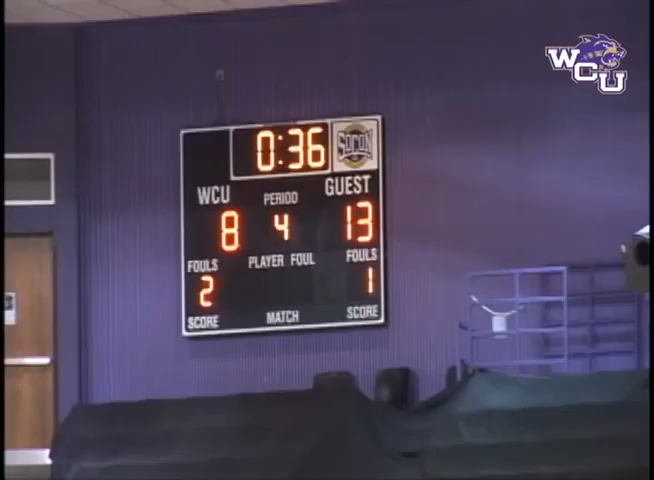 WCU
0:36
SOCON
WCU PERIOD GUEST
8 4 13
FOULS PLAYER FOUL FOULS
2 1
SCORE MATCH SCORE